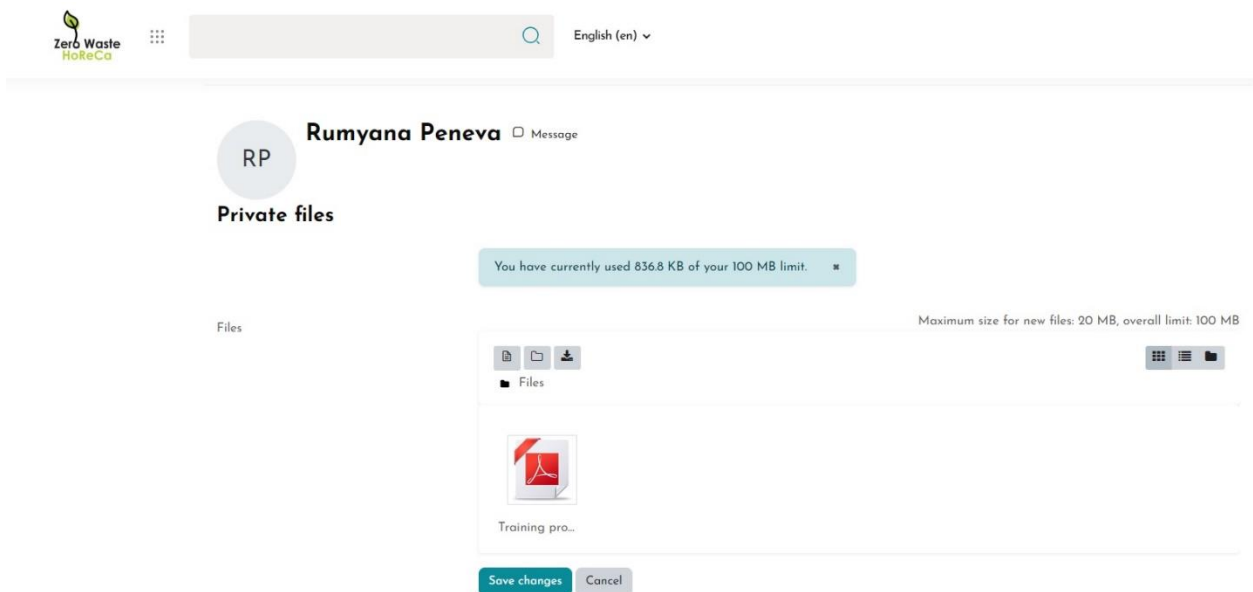 Zero Waste
HoReCa
English (en)
RP
Rumyana Peneva Message
Private files
You have currently used 836.8 KB of your 100 MB limit.
Files
Maximum size for new files: 20 MB, overall limit: 100 MB
Files
Training pro...
Save changes Cancel